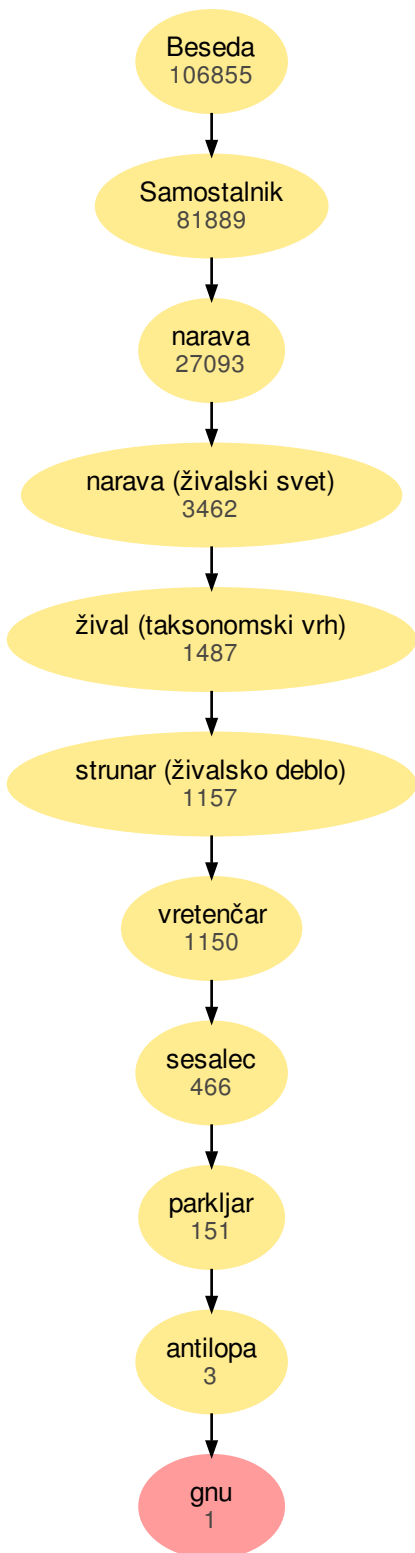 Beseda
106855
Samostalnik
81889
narava
27093
narava (živalski svet)
3462
žival (taksonomski vrh)
1487
strunar (živalsko deblo)
1157
vretenčar
1150
sesalec
466
parkljar
151
antilopa
3
gnu
1